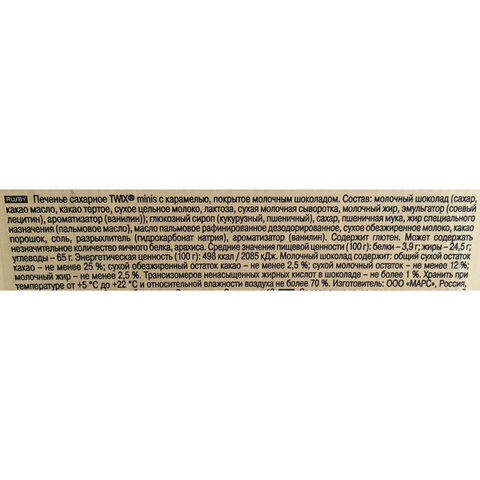 RU/BY Печенье сахарное TWIX® minis с карамелью, покрытое молочным шоколадом. Состав: молочный шоколад (сахар,
какао масло, какао тертое, сухое цельное молоко, лактоза, сухая молочная сыворотка, молочный жир, эмульгатор (соевый
лецитин), ароматизатор (ванилин)); глюкозный сироп (кукурузный, пшеничный), сахар, пшеничная мука, жир специального
назначения (пальмовое масло), масло пальмовое рафинированное дезодорированное, сухое обезжиренное молоко, какао
порошок, соль, разрыхлитель (гидрокарбонат натрия), ароматизатор (ванилин). Содержит глютен. Может содержать
незначительное количество яичного белка, арахиса. Средние пищевой ценности (100 г): белки – 3,9 г; жиры – 24,5 г;
углеводы – 65 г. Энергетическая ценность (100 г): 498 ккал / 2085 кДж. Молочный шоколад содержит: общий сухой остаток
какао – не менее 25 %; сухой обезжиренный остаток какао – не менее 2,5 %; сухой молочный остаток – не менее 12 %;
молочный жир – не менее 2,5 %. Трансизомеров ненасыщенных жирных кислот в шоколаде – не более 1 %. Хранить при
температуре от +5 °C до +22 °C и относительной влажности воздуха не более 70 %. Изготовитель: ООО «МАРС», Россия,